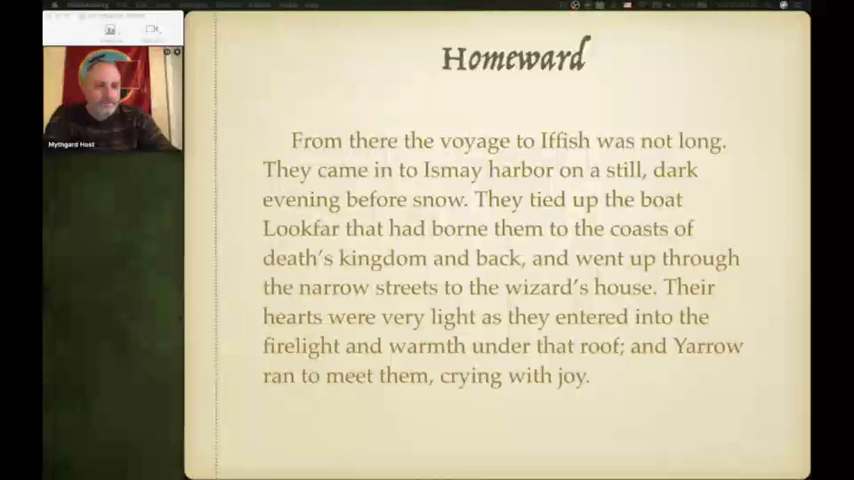 Homeward
Mythgard Host
From there the voyage to Iffish was not long.
They came in to Ismay harbor on a still, dark
evening before snow. They tied up the boat
Lookfar that had borne them to the coasts of
death's kingdom and back, and went up through
the narrow streets to the wizard's house. Their
hearts were very light as they entered into the
firelight and warmth under that roof; and Yarrow
ran to meet them, crying with joy.